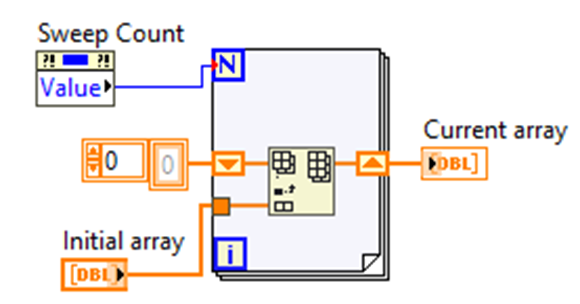 Sweep Count
?! ?!
Value
N
0 0
Current array
DBL]
Initial array
[DBL
i